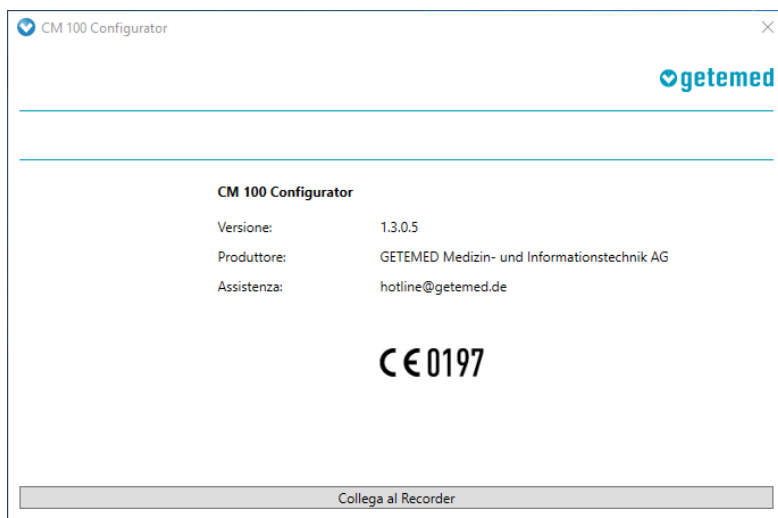 CM 100 Configurator
getemed
CM 100 Configurator
Versione: 1.3.0.5
Produttore: GETEMED Medizin- und Informationstechnik AG
Assistenza: hotline@getemed.de
CE 0197
Collega al Recorder